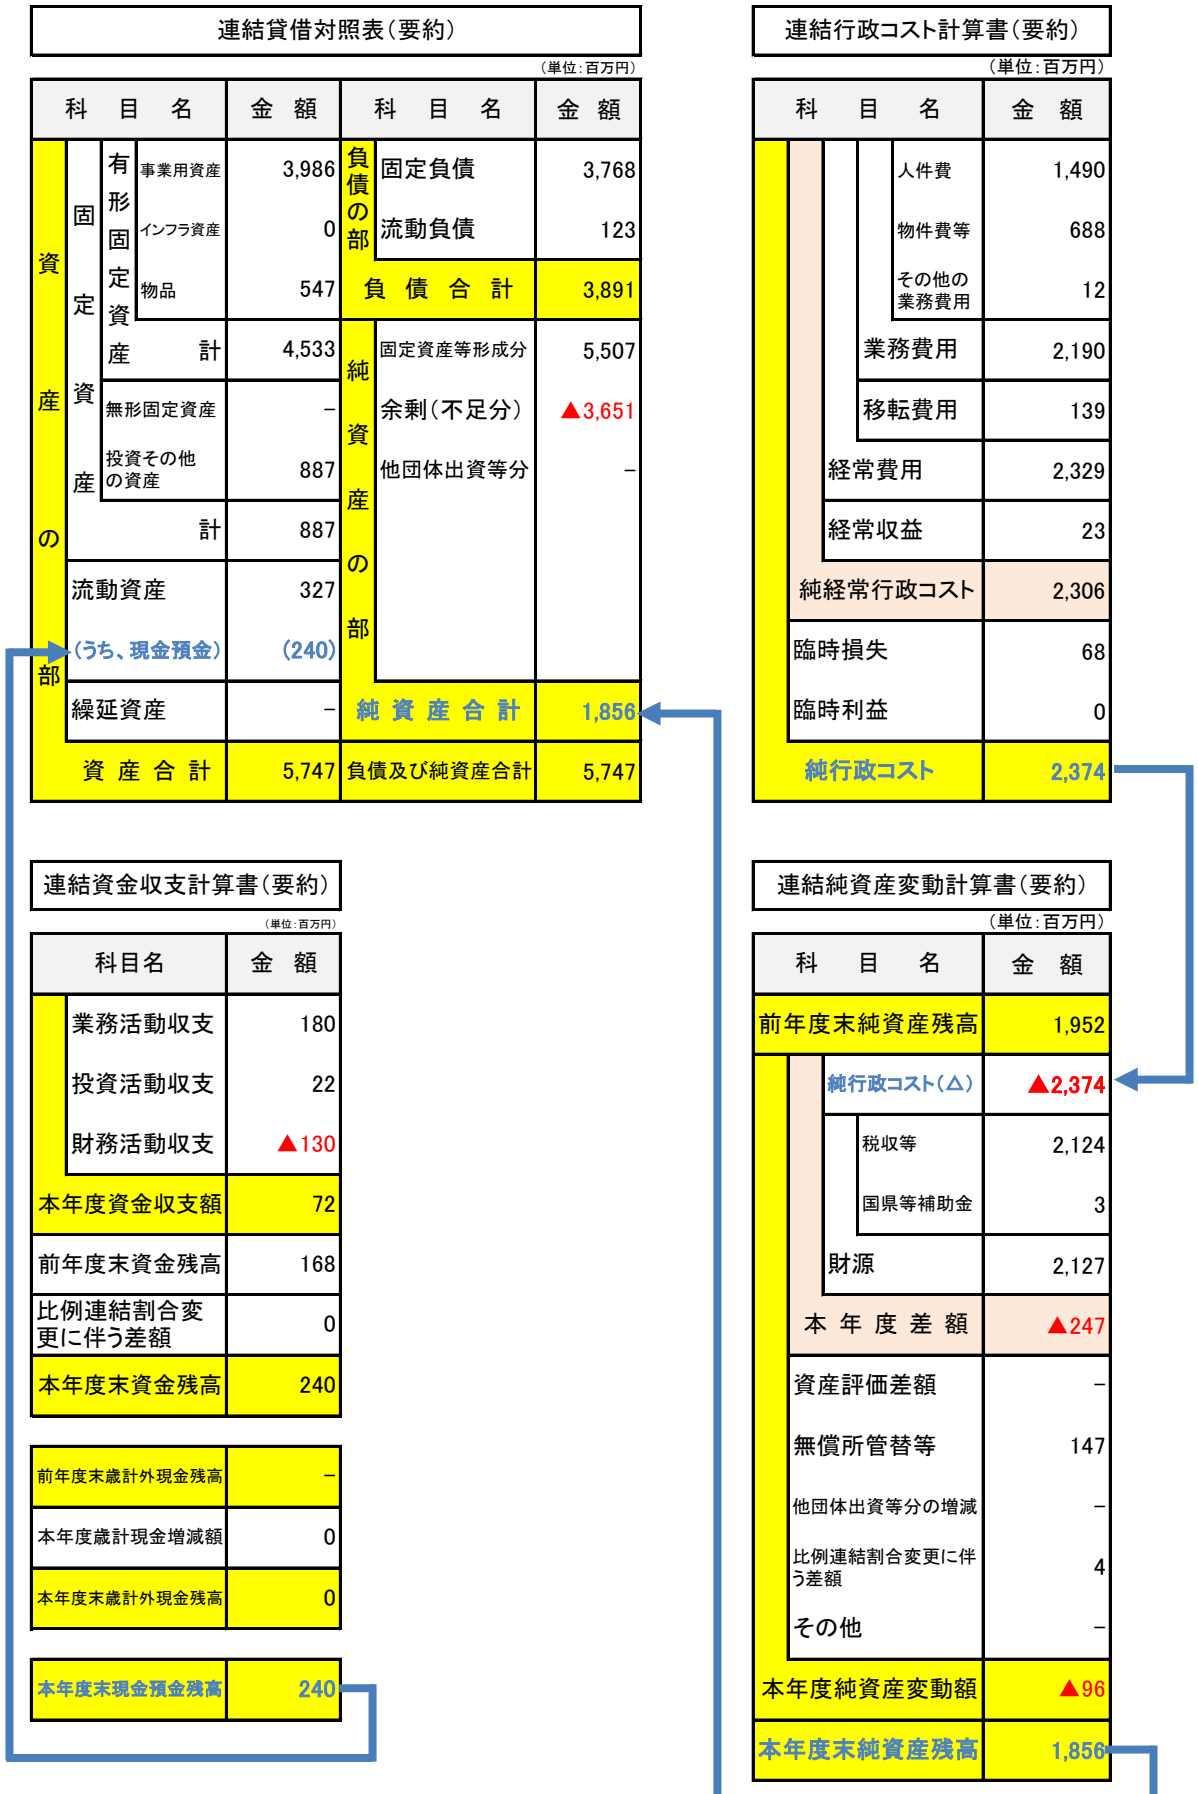 連結貸借対照表(要約)
(単位:百万円)
科 目 名 金 額 科 目 名 金 額
資産の部
固定資産
有形固定資産
事業用資産 3,986
インフラ資産 0
物品 547
計 4,533
無形固定資産 −
投資その他
の資産 887
計 887
流動資産 327
(うち、現金預金) (240)
繰延資産 −
資産合計 5,747
負債の部
固定負債 3,768
流動負債 123
負債合計 3,891
純資産の部
固定資産等形成分 5,507
余剰(不足分) ▲3,651
他団体出資等分 −
純資産合計 1,856
負債及び純資産合計 5,747
連結行政コスト計算書(要約)
(単位:百万円)
科 目 名 金 額
人件費 1,490
物件費等 688
その他の
業務費用 12
業務費用 2,190
移転費用 139
経常費用 2,329
経常収益 23
純経常行政コスト 2,306
臨時損失 68
臨時利益 0
純行政コスト 2,374
連結資金収支計算書(要約)
(単位:百万円)
科目名 金 額
業務活動収支 180
投資活動収支 22
財務活動収支 ▲130
本年度資金収支額 72
前年度末資金残高 168
比例連結割合変
更に伴う差額 0
本年度末資金残高 240
前年度末歳計外現金残高 −
本年度歳計現金増減額 0
本年度末歳計外現金残高 0
本年度末現金預金残高 240
連結純資産変動計算書(要約)
(単位:百万円)
科 目 名 金 額
前年度末純資産残高 1,952
純行政コスト(△) ▲2,374
税収等 2,124
国県等補助金 3
財源 2,127
本年度差額 ▲247
資産評価差額 −
無償所管替等 147
他団体出資等分の増減 −
比例連結割合変更に伴
う差額 4
その他 −
本年度純資産変動額 ▲96
本年度末純資産残高 1,856